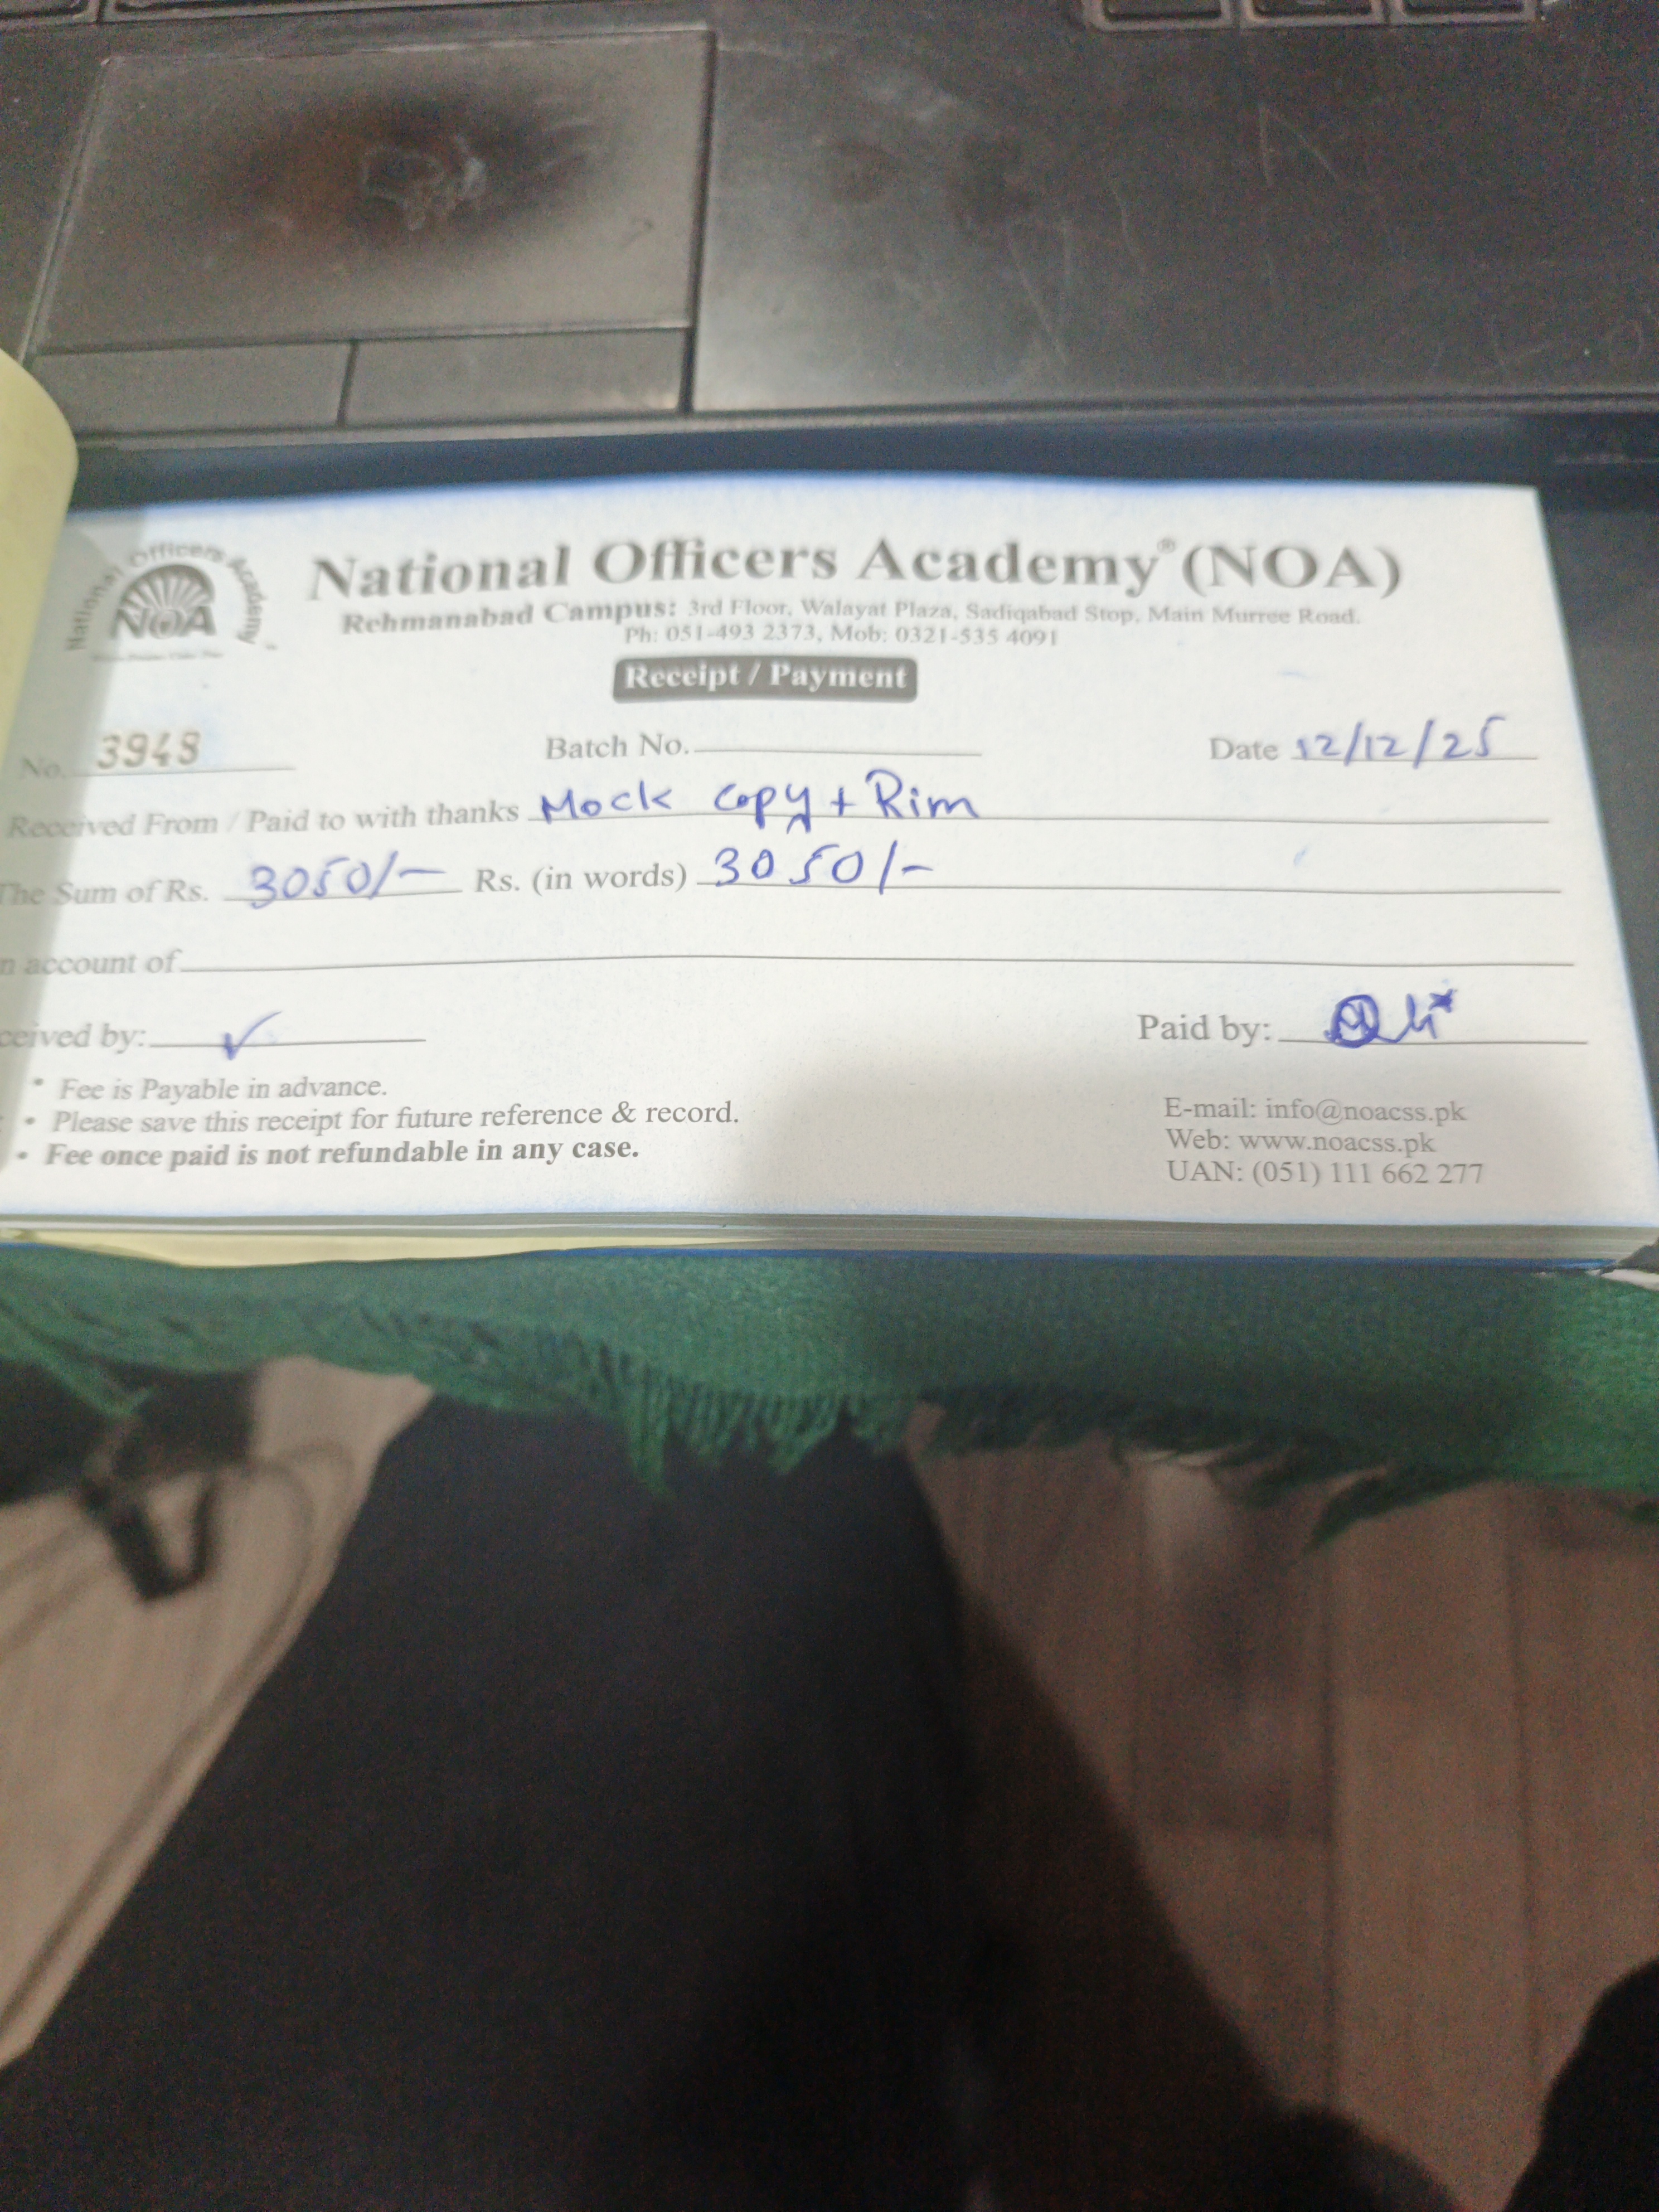 National Officers Academy
NOA
National Officers Academy® (NOA)
Rehmanabad Campus: 3rd Floor, Walayat Plaza, Sadiqabad Stop, Main Murree Road.
Ph: 051-493 2373, Mob: 0321-535 4091
Receipt / Payment
No. 3948 Batch No. Date 12/12/25
Received From / Paid to with thanks Mock copy + Rim
The Sum of Rs. 3050/- Rs. (in words) 3050/-
n account of
ceived by: ✓ Paid by:
• Fee is Payable in advance.
• Please save this receipt for future reference & record.
• Fee once paid is not refundable in any case.
E-mail: info@noacss.pk
Web: www.noacss.pk
UAN: (051) 111 662 277